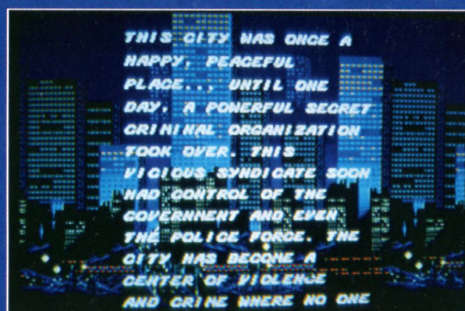 THIS CITY WAS ONCE A
HAPPY, PEACEFUL
PLACE... UNTIL ONE
DAY, A POWERFUL SECRET
CRIMINAL ORGANIZATION
TOOK OVER. THIS
VICIOUS SYNDICATE SOON
HAD CONTROL OF THE
GOVERNMENT AND EVEN
THE POLICE FORCE. THE
CITY HAS BECOME A
CENTER OF VIOLENCE
AND CRIME WHERE NO ONE